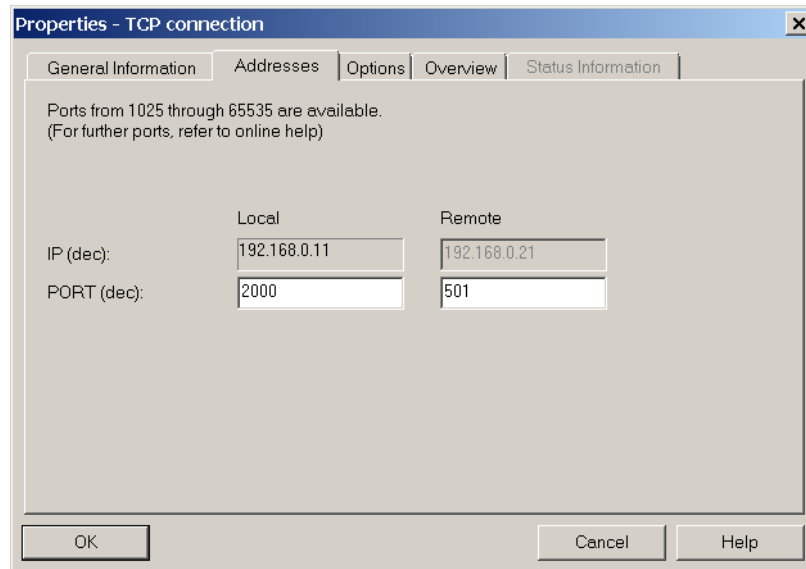 Properties - TCP connection
General Information Addresses Options Overview Status Information
Ports from 1025 through 65535 are available.
(For further ports, refer to online help)
Local Remote
IP (dec): 192.168.0.11 192.168.0.21
PORT (dec): 2000 501
OK Cancel Help